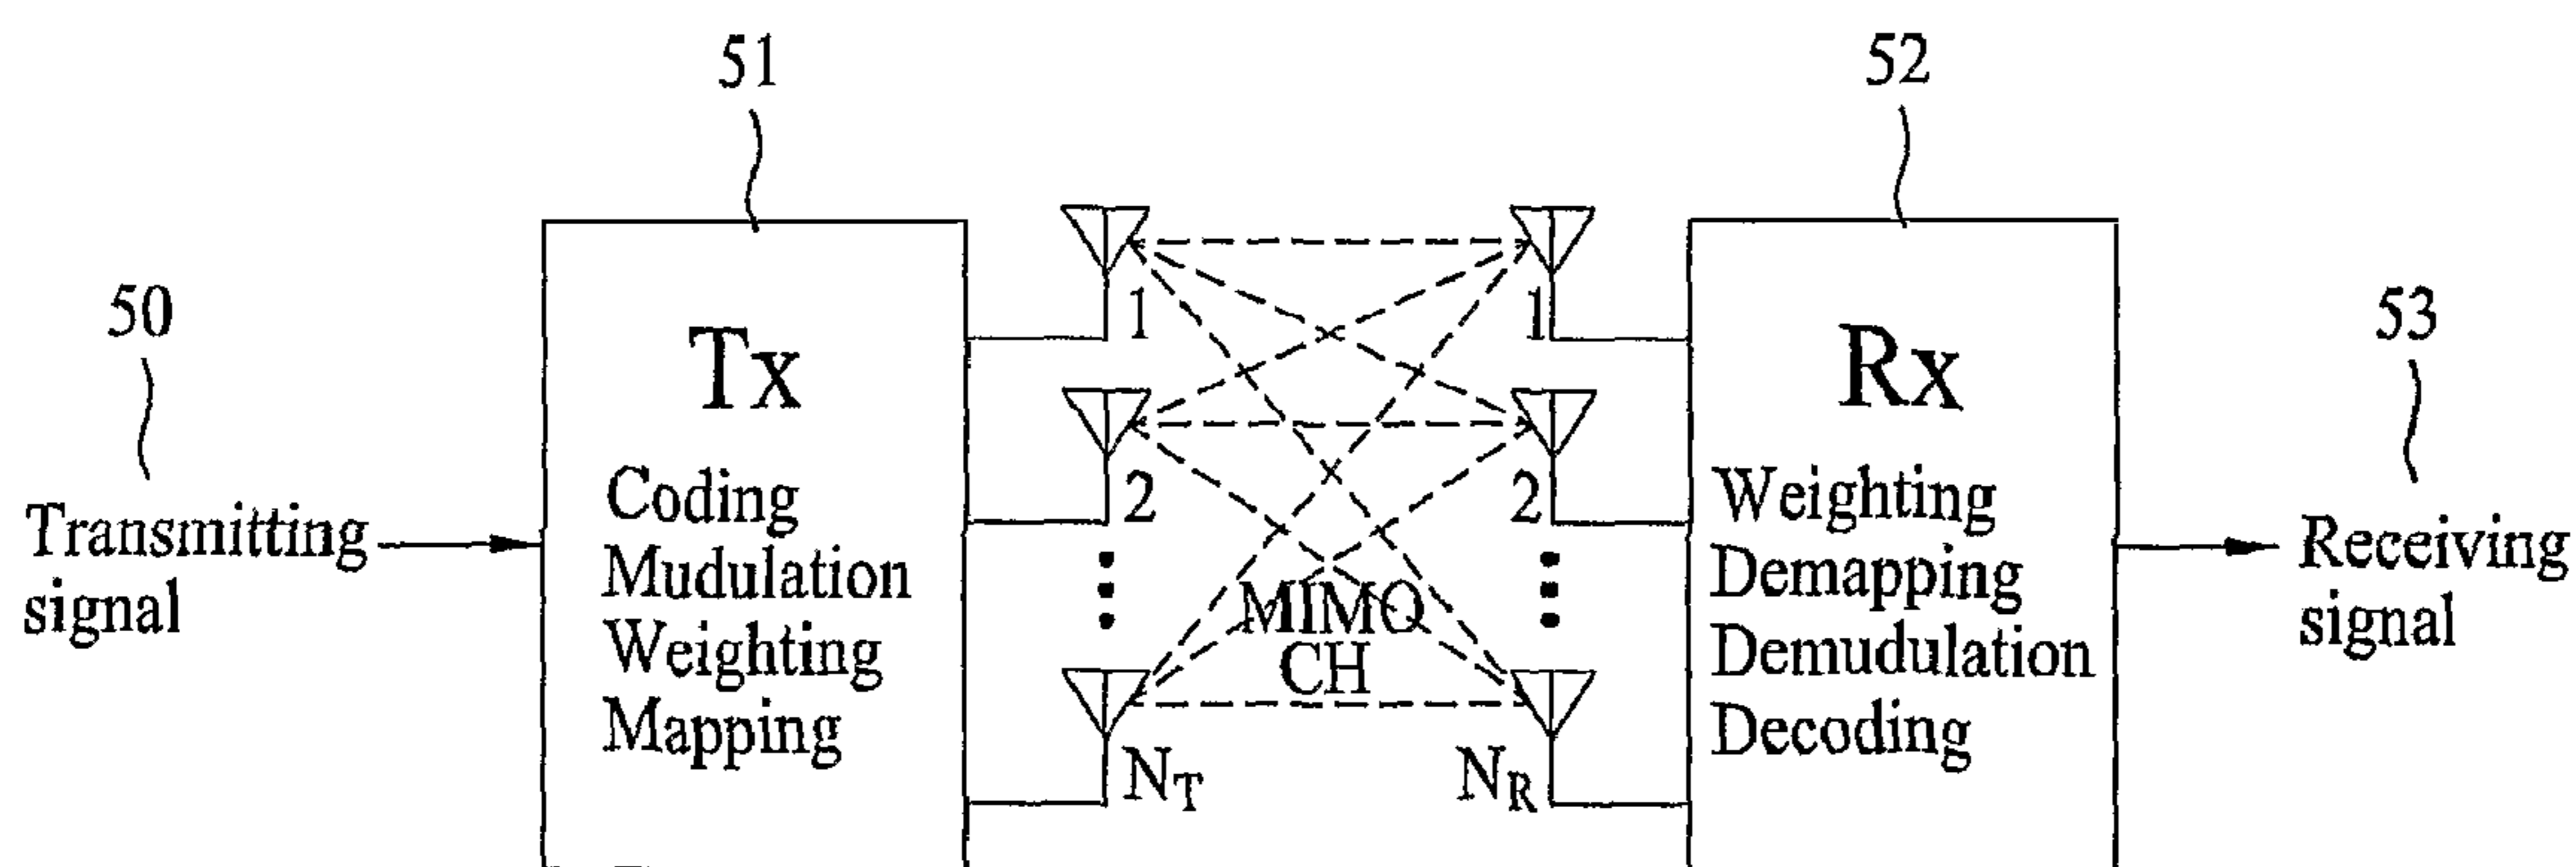 51
52
50
53
1
1
Tx
Rx
2
2
Coding
Mudulation
Weighting
Mapping
Weighting
Demapping
Demudulation
Decoding
Transmitting
signal
Receiving
signal
MIMO
CH
N_T
N_R